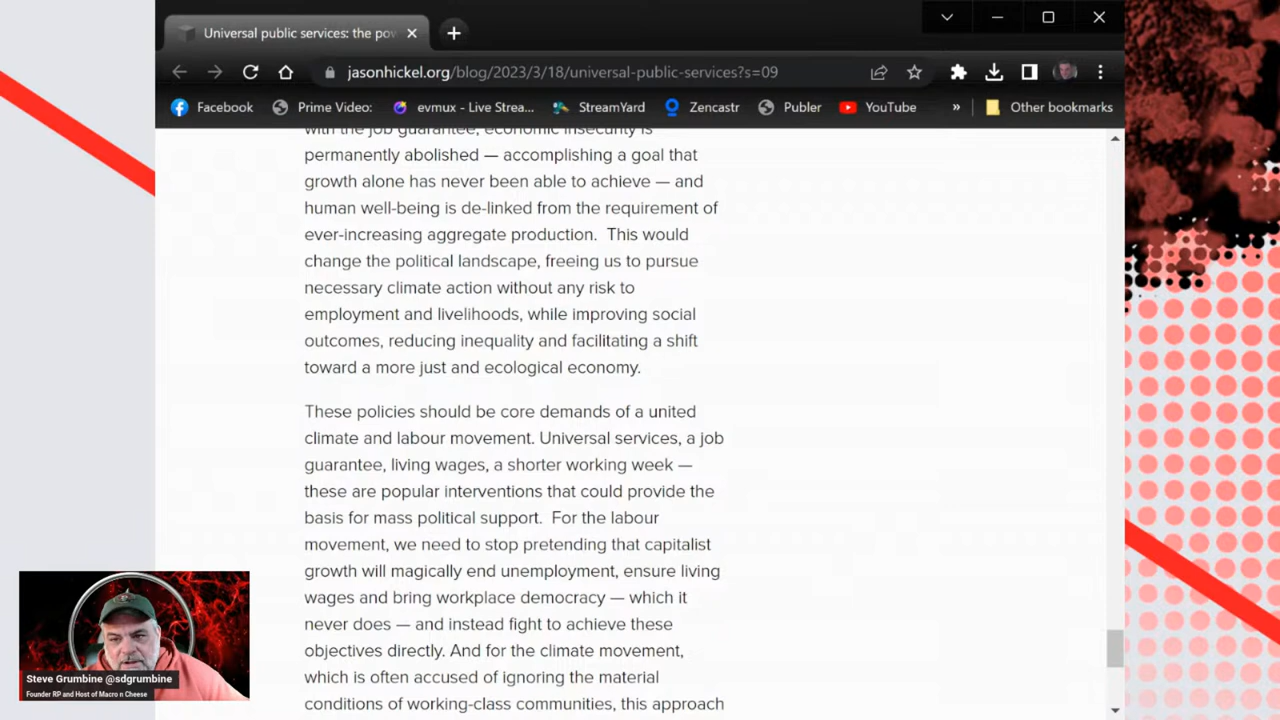 Universal public services: the pov
jasonhickel.org/blog/2023/3/18/universal-public-services?s=09
Facebook
Prime Video:
evmux - Live Strea...
StreamYard
Zencastr
Publer
YouTube
»
Other bookmarks
with the job guarantee, economic insecurity is
permanently abolished — accomplishing a goal that
growth alone has never been able to achieve — and
human well-being is de-linked from the requirement of
ever-increasing aggregate production.  This would
change the political landscape, freeing us to pursue
necessary climate action without any risk to
employment and livelihoods, while improving social
outcomes, reducing inequality and facilitating a shift
toward a more just and ecological economy.
These policies should be core demands of a united
climate and labour movement. Universal services, a job
guarantee, living wages, a shorter working week —
these are popular interventions that could provide the
basis for mass political support.  For the labour
movement, we need to stop pretending that capitalist
growth will magically end unemployment, ensure living
wages and bring workplace democracy — which it
never does — and instead fight to achieve these
objectives directly. And for the climate movement,
which is often accused of ignoring the material
conditions of working-class communities, this approach
Steve Grumbine @sdgrumbine
Founder RP and Host of Macro n Cheese